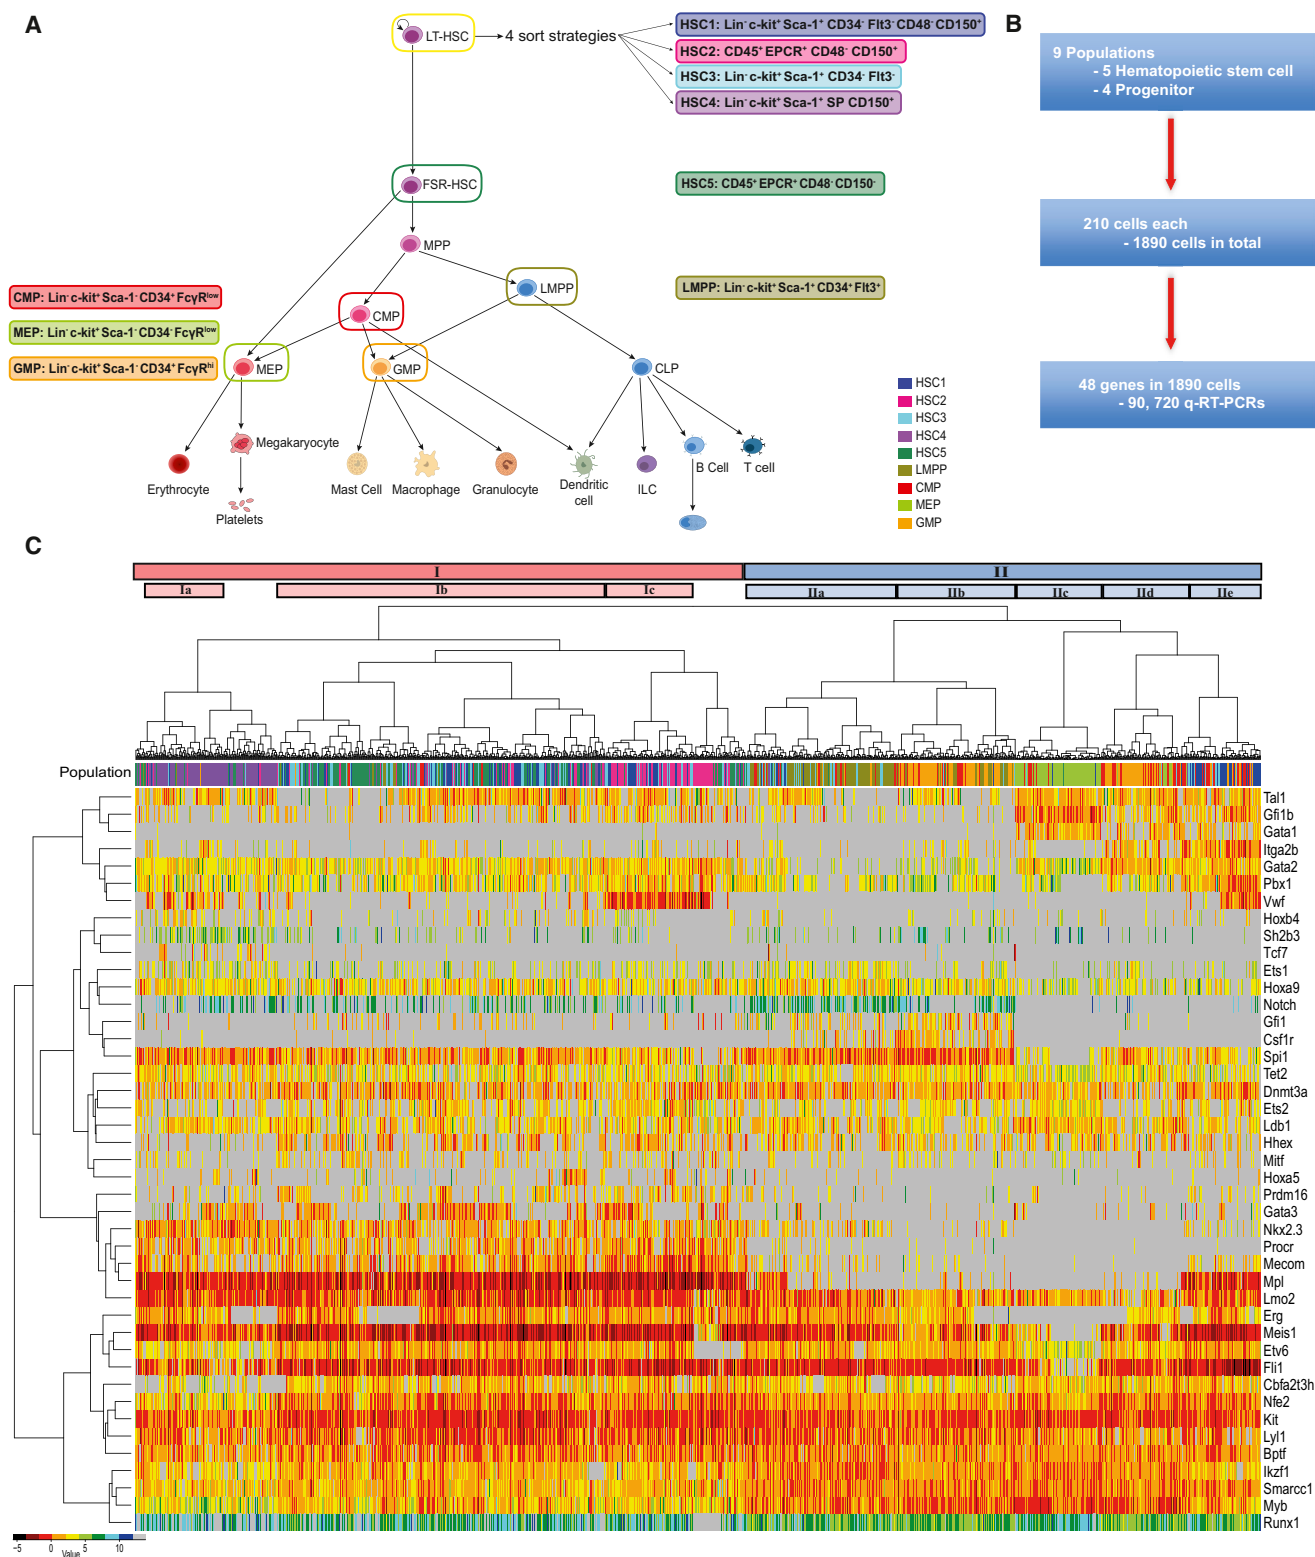 A
LT-HSC
4 sort strategies
HSC1: Lin⁻ c-kit⁺ Sca-1⁺ CD34⁻ Flt3⁻ CD48⁻ CD150⁺
HSC2: CD45⁺ EPCR⁺ CD48⁻ CD150⁺
HSC3: Lin⁻ c-kit⁺ Sca-1⁺ CD34⁻ Flt3⁻
HSC4: Lin⁻ c-kit⁺ Sca-1⁺ SP CD150⁺
FSR-HSC
HSC5: CD45⁺ EPCR⁺ CD48⁻ CD150⁻
MPP
LMPP
LMPP: Lin⁻ c-kit⁺ Sca-1⁺ CD34⁺ Flt3⁺
CMP: Lin⁻ c-kit⁺ Sca-1⁻ CD34⁺ FcγRˡᵒʷ
MEP: Lin⁻ c-kit⁺ Sca-1⁻ CD34⁻ FcγRˡᵒʷ
GMP: Lin⁻ c-kit⁺ Sca-1⁻ CD34⁺ FcγRʰⁱ
CMP
MEP
GMP
CLP
Megakaryocyte
B Cell
T cell
Erythrocyte
Platelets
Mast Cell
Macrophage
Granulocyte
Dendritic
cell
ILC
HSC1
HSC2
HSC3
HSC4
HSC5
LMPP
CMP
MEP
GMP
B
9 Populations
- 5 Hematopoietic stem cell
- 4 Progenitor
210 cells each
- 1890 cells in total
48 genes in 1890 cells
- 90, 720 q-RT-PCRs
C
I
II
Ia
Ib
Ic
IIa
IIb
IIc
IId
IIe
Population
Tal1
Gfi1b
Gata1
Itga2b
Gata2
Pbx1
Vwf
Hoxb4
Sh2b3
Tcf7
Ets1
Hoxa9
Notch
Gfi1
Csf1r
Spi1
Tet2
Dnmt3a
Ets2
Ldb1
Hhex
Mitf
Hoxa5
Prdm16
Gata3
Nkx2.3
Procr
Mecom
Mpl
Lmo2
Erg
Meis1
Etv6
Fli1
Cbfa2t3h
Nfe2
Kit
Lyl1
Bptf
Ikzf1
Smarcc1
Myb
Runx1
−5 0 5 10
Value